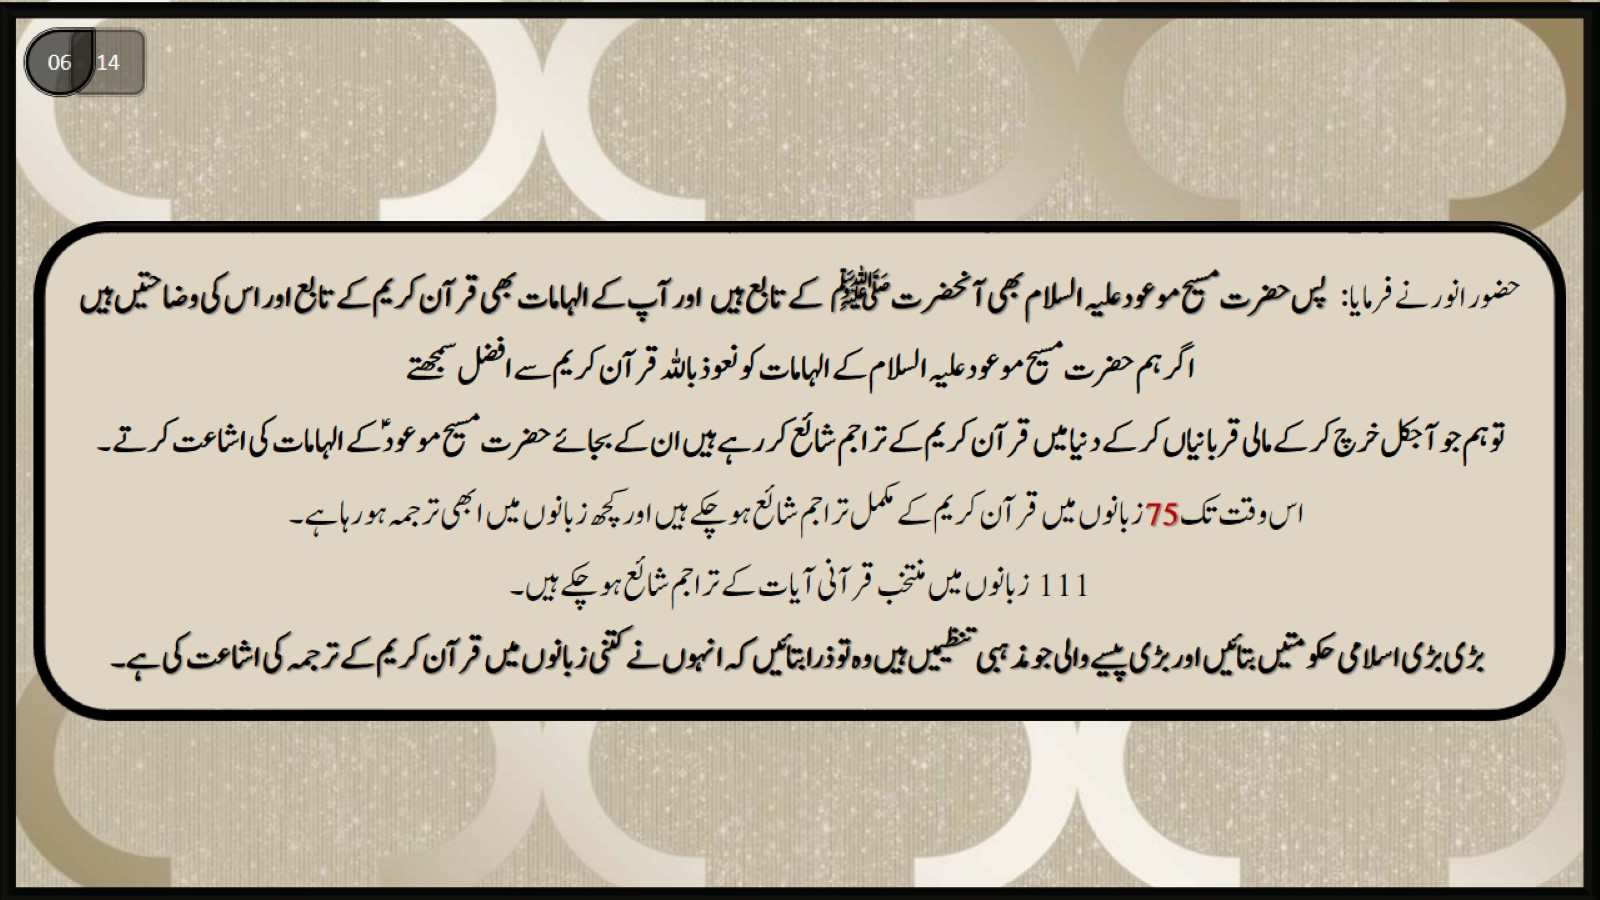 06 14
حضور انور نے فرمایا: پس حضرت مسیح موعود علیہ السلام بھی آنحضرت ﷺ کے تابع ہیں اور آپ کے الہامات بھی قرآن کریم کے تابع اور اس کی وضاحتیں ہیں
اگر ہم حضرت مسیح موعود علیہ السلام کے الہامات کو نعوذ باللہ قرآن کریم سے افضل سمجھتے
تو ہم جو آجکل خرچ کر کے مالی قربانیاں کر کے دنیا میں قرآن کریم کے تراجم شائع کر رہے ہیں ان کے بجائے حضرت مسیح موعودؑ کے الہامات کی اشاعت کرتے۔
اس وقت تک 75 زبانوں میں قرآن کریم کے مکمل تراجم شائع ہو چکے ہیں اور کچھ زبانوں میں ابھی ترجمہ ہو رہا ہے۔
111 زبانوں میں منتخب قرآنی آیات کے تراجم شائع ہو چکے ہیں۔
بڑی بڑی اسلامی حکومتیں بتائیں اور بڑی پیسے والی جو مذہبی تنظیمیں ہیں وہ تو ذرا بتائیں کہ انہوں نے کتنی زبانوں میں قرآن کریم کے ترجمہ کی اشاعت کی ہے۔